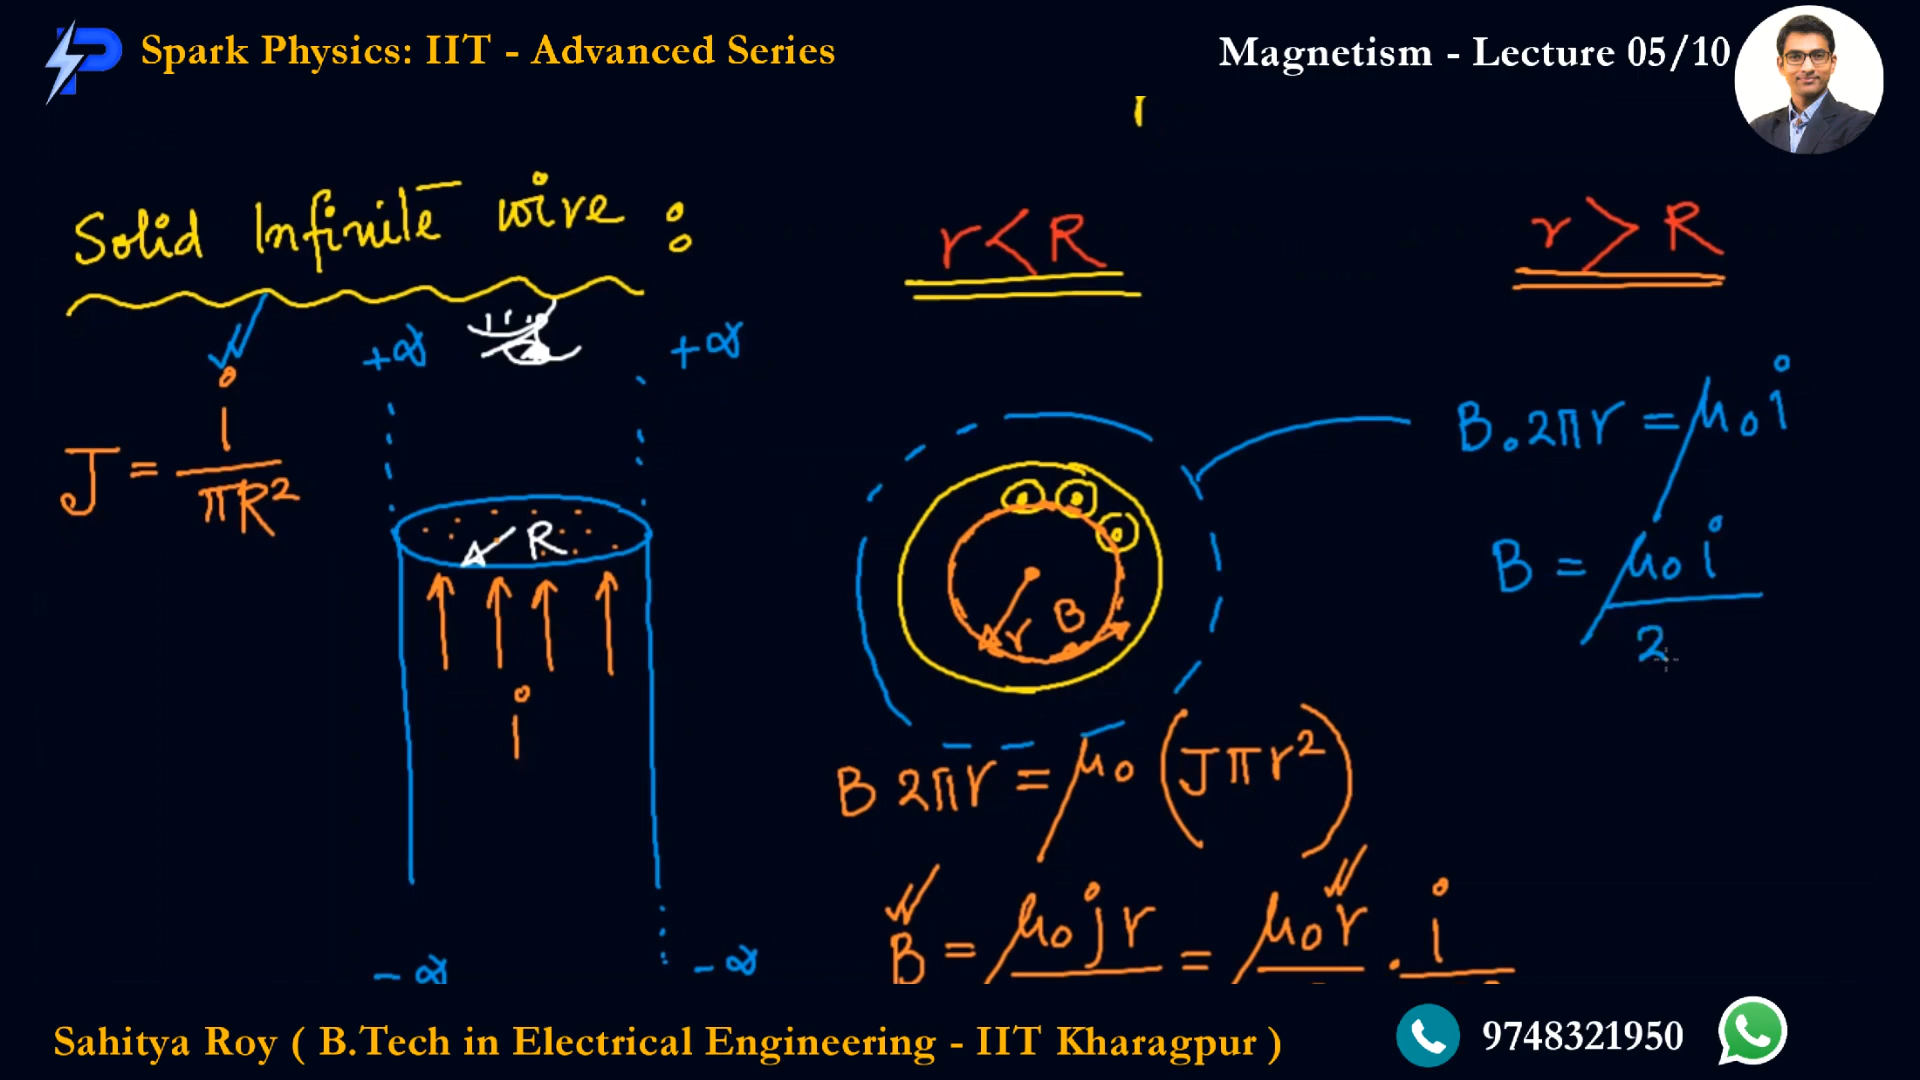 Spark Physics: IIT - Advanced Series
Magnetism - Lecture 05/10
Solid Infinite wire :
r < R
r > R
i
J = i / πR²
+∝
+∝
R
i
-∝
-∝
r
B
B 2πr = μ₀ (Jπr²)
B = μ₀jr = μ₀r . i
B. 2πr = μ₀i
B = μ₀i / 2
Sahitya Roy ( B.Tech in Electrical Engineering - IIT Kharagpur )
9748321950